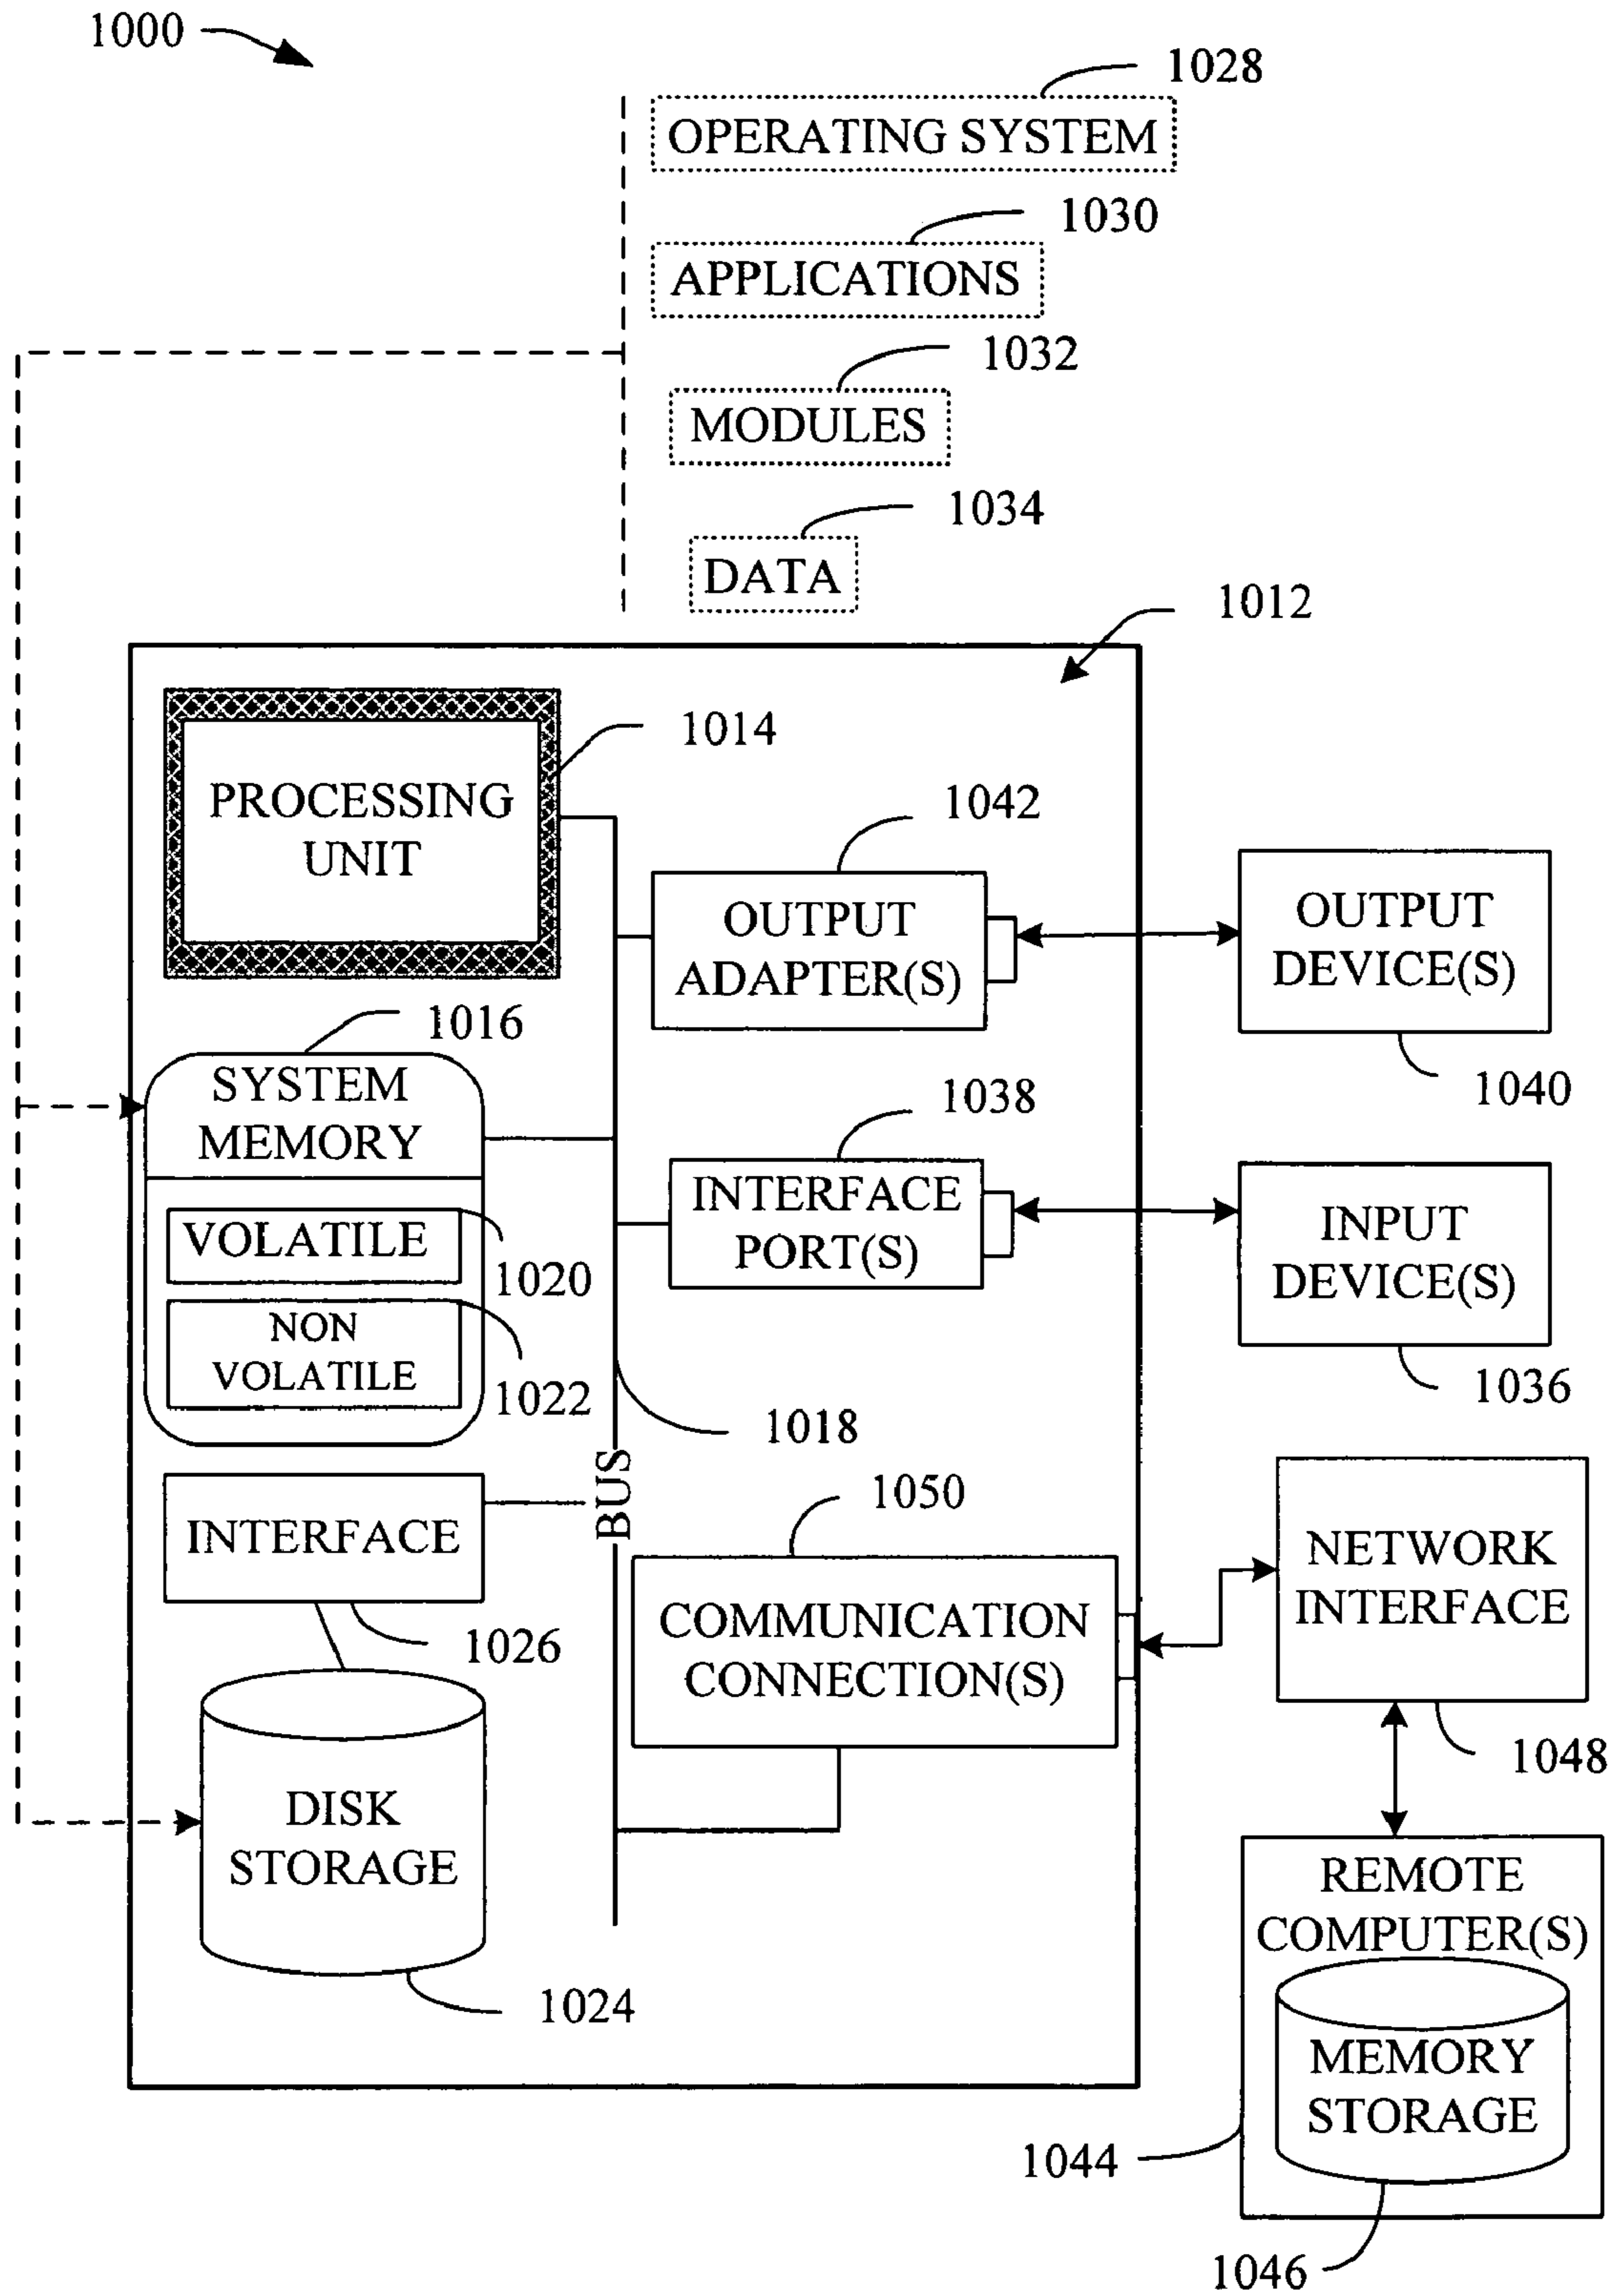 1000
1028
OPERATING SYSTEM
1030
APPLICATIONS
1032
MODULES
1034
DATA
1012
1014
PROCESSING
UNIT
1042
OUTPUT
ADAPTER(S)
OUTPUT
DEVICE(S)
1040
1016
SYSTEM
MEMORY
1038
INTERFACE
PORT(S)
INPUT
DEVICE(S)
1036
VOLATILE
1020
NON
VOLATILE
1022
1018
BUS
INTERFACE
1026
1050
COMMUNICATION
CONNECTION(S)
NETWORK
INTERFACE
1048
DISK
STORAGE
1024
REMOTE
COMPUTER(S)
MEMORY
STORAGE
1044
1046